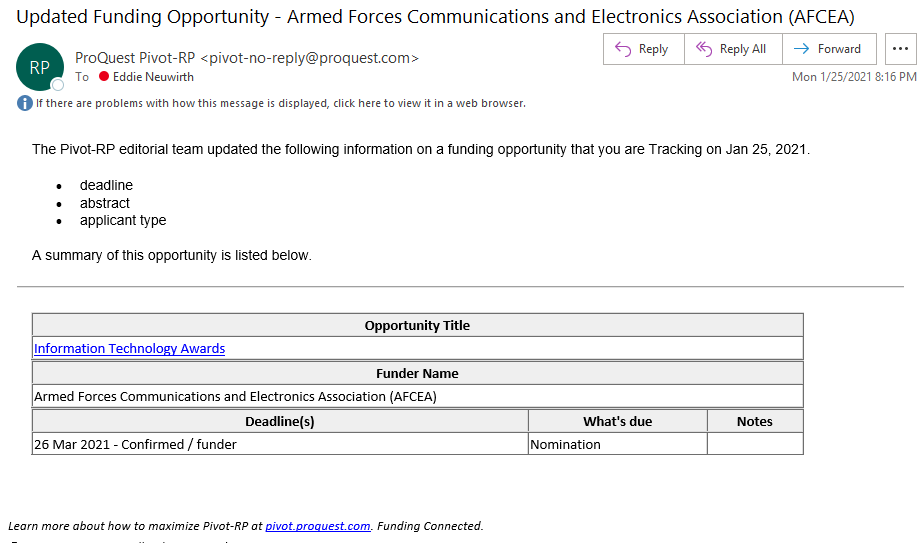 Updated Funding Opportunity - Armed Forces Communications and Electronics Association (AFCEA)
RP
ProQuest Pivot-RP <pivot-no-reply@proquest.com>
To Eddie Neuwirth
Reply Reply All Forward ...
Mon 1/25/2021 8:16 PM
If there are problems with how this message is displayed, click here to view it in a web browser.
The Pivot-RP editorial team updated the following information on a funding opportunity that you are Tracking on Jan 25, 2021.
• deadline
• abstract
• applicant type
A summary of this opportunity is listed below.
Opportunity Title
Information Technology Awards
Funder Name
Armed Forces Communications and Electronics Association (AFCEA)
Deadline(s) What's due Notes
26 Mar 2021 - Confirmed / funder Nomination
Learn more about how to maximize Pivot-RP at pivot.proquest.com. Funding Connected.